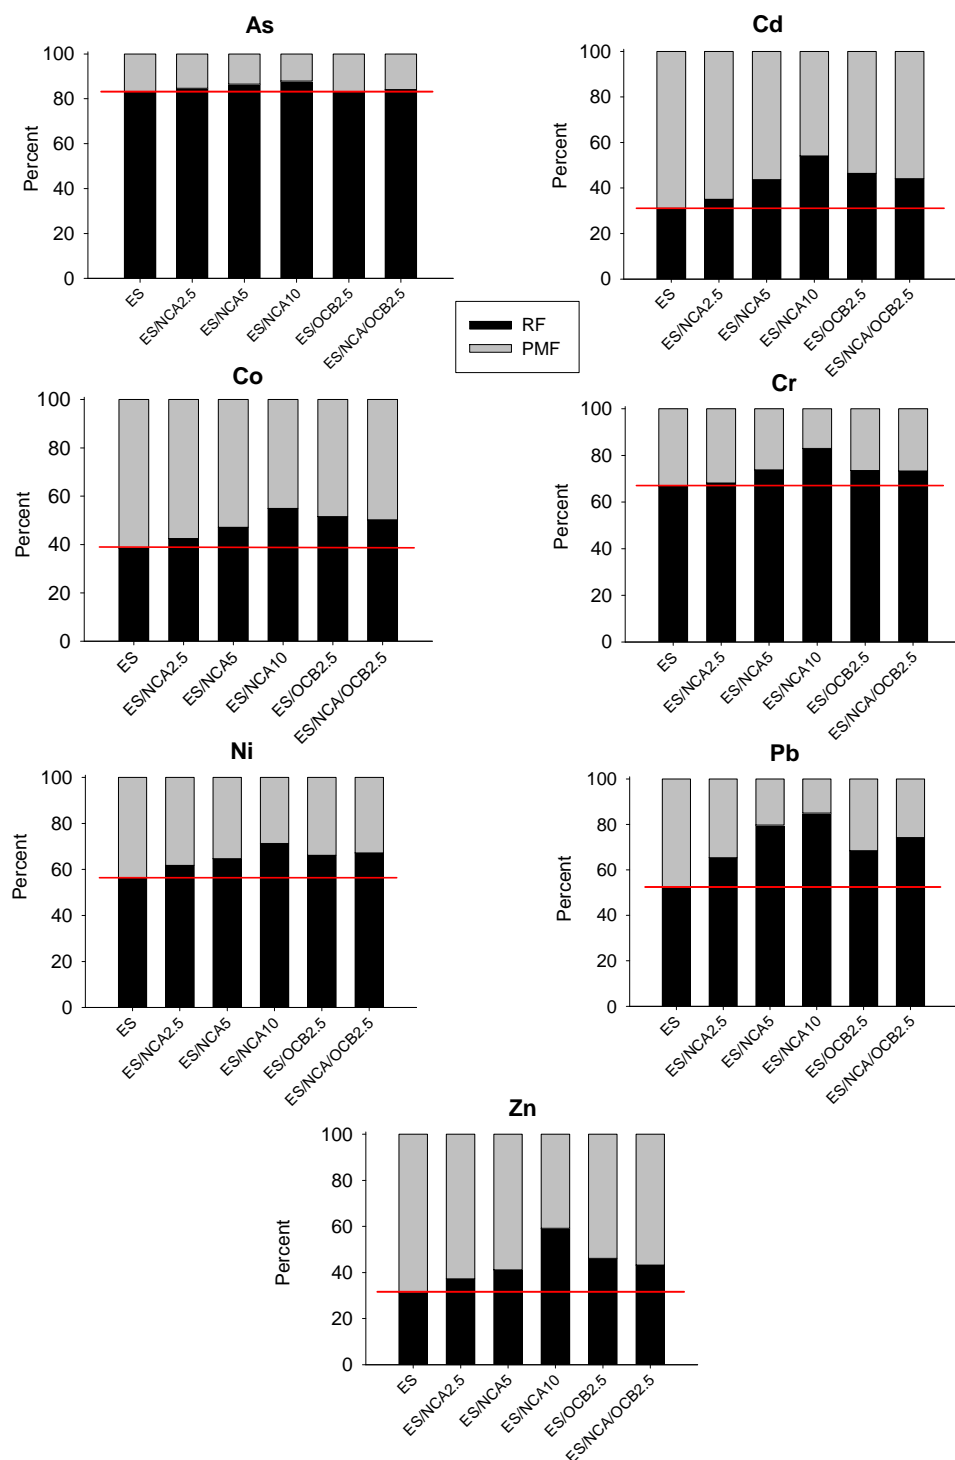 As
Percent
100
80
60
40
20
0
ES
ES/NCA2.5
ES/NCA5
ES/NCA10
ES/OCB2.5
ES/NCA/OCB2.5
Cd
Percent
100
80
60
40
20
0
ES
ES/NCA2.5
ES/NCA5
ES/NCA10
ES/OCB2.5
ES/NCA/OCB2.5
RF
PMF
Co
Percent
100
80
60
40
20
0
ES
ES/NCA2.5
ES/NCA5
ES/NCA10
ES/OCB2.5
ES/NCA/OCB2.5
Cr
Percent
100
80
60
40
20
0
ES
ES/NCA2.5
ES/NCA5
ES/NCA10
ES/OCB2.5
ES/NCA/OCB2.5
Ni
Percent
100
80
60
40
20
0
ES
ES/NCA2.5
ES/NCA5
ES/NCA10
ES/OCB2.5
ES/NCA/OCB2.5
Pb
Percent
100
80
60
40
20
0
ES
ES/NCA2.5
ES/NCA5
ES/NCA10
ES/OCB2.5
ES/NCA/OCB2.5
Zn
Percent
100
80
60
40
20
0
ES
ES/NCA2.5
ES/NCA5
ES/NCA10
ES/OCB2.5
ES/NCA/OCB2.5